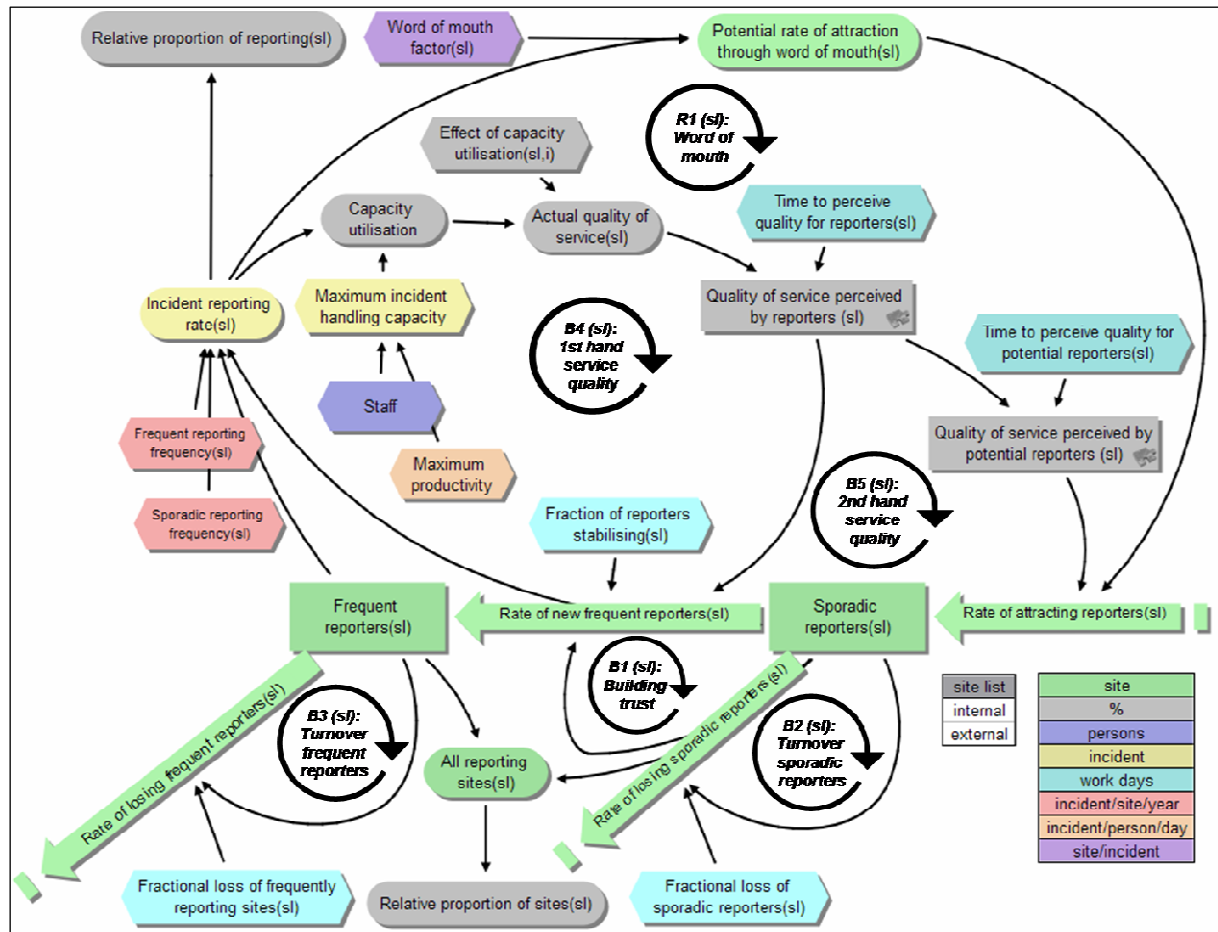 Relative proportion of reporting(sl)
Word of mouth
factor(sl)
Potential rate of attraction
through word of mouth(sl)
R1 (sl):
Word of
mouth
Effect of capacity
utilisation(sl,i)
Capacity
utilisation
Actual quality of
service(sl)
Time to perceive
quality for reporters(sl)
Incident reporting
rate(sl)
Maximum incident
handling capacity
B4 (sl):
1st hand
service
quality
Quality of service perceived
by reporters (sl)
Time to perceive quality for
potential reporters(sl)
Staff
Frequent reporting
frequency(sl)
Maximum
productivity
Quality of service perceived by
potential reporters (sl)
Sporadic reporting
frequency(sl)
Fraction of reporters
stabilising(sl)
B5 (sl):
2nd hand
service
quality
Frequent
reporters(sl)
Rate of new frequent reporters(sl)
Sporadic
reporters(sl)
Rate of attracting reporters(sl)
B1 (sl):
Building
trust
Rate of losing frequent reporters(sl)
B3 (sl):
Turnover
frequent
reporters
All reporting
sites(sl)
Rate of losing sporadic reporters(sl)
B2 (sl):
Turnover
sporadic
reporters
site list
internal
external
site
%
persons
incident
work days
incident/site/year
incident/person/day
site/incident
Fractional loss of frequently
reporting sites(sl)
Relative proportion of sites(sl)
Fractional loss of
sporadic reporters(sl)